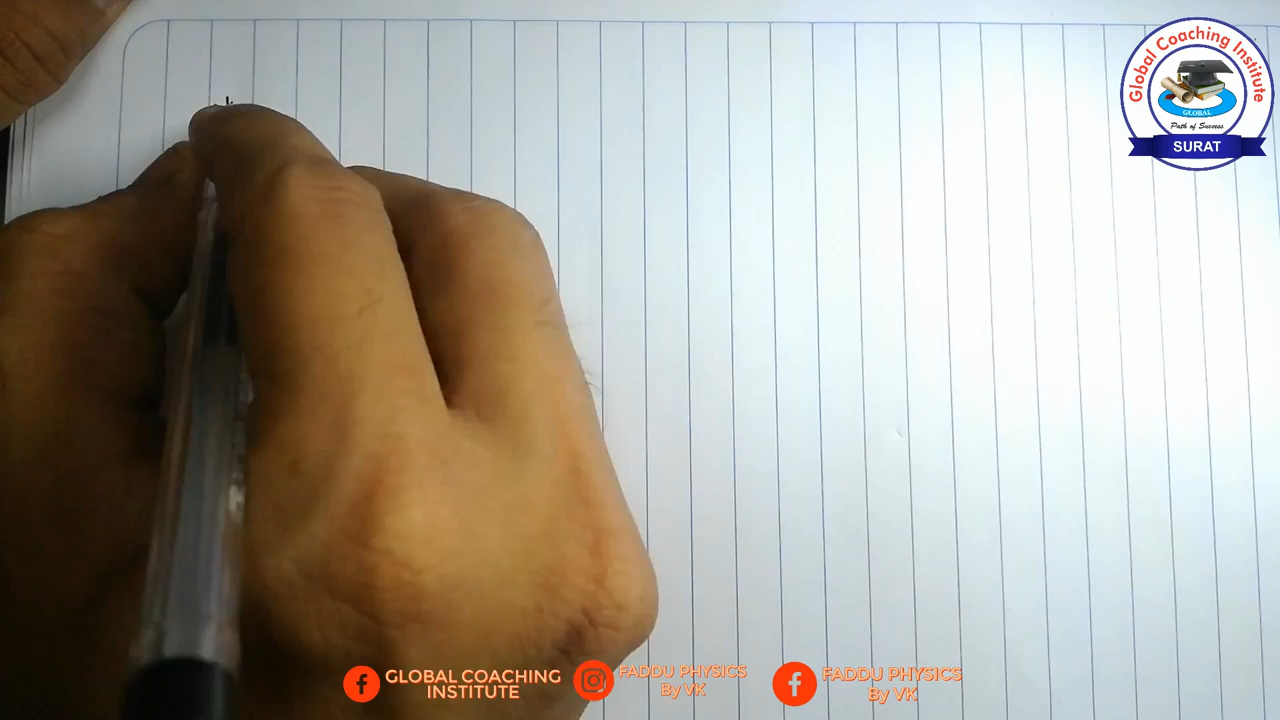 Global Coaching Institute
GLOBAL
Path of Success
SURAT
GLOBAL COACHING
INSTITUTE
FADDU PHYSICS
By VK
FADDU PHYSICS
By VK